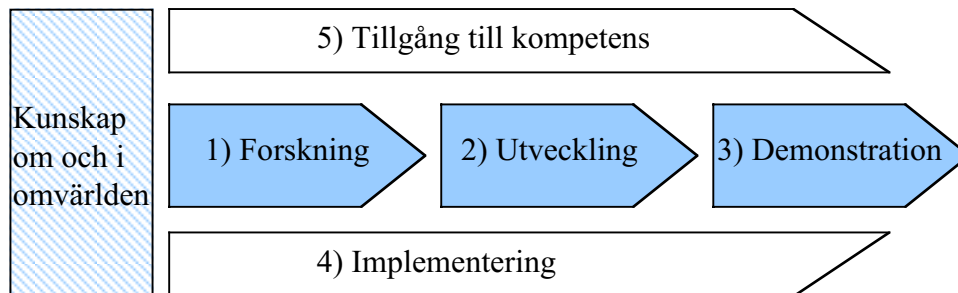 5) Tillgång till kompetens
Kunskap
om och i
omvärlden
1) Forskning
2) Utveckling
3) Demonstration
4) Implementering